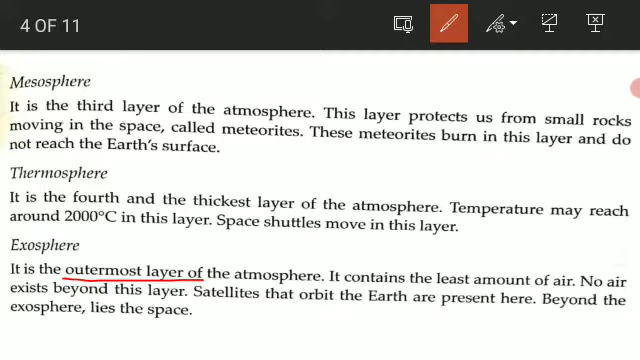 4 OF 11
Mesosphere
It is the third layer of the atmosphere. This layer protects us from small rocks
moving in the space, called meteorites. These meteorites burn in this layer and do
not reach the Earth's surface.
Thermosphere
It is the fourth and the thickest layer of the atmosphere. Temperature may reach
around 2000°C in this layer. Space shuttles move in this layer.
Exosphere
It is the outermost layer of the atmosphere. It contains the least amount of air. No air
exists beyond this layer. Satellites that orbit the Earth are present here. Beyond the
exosphere, lies the space.